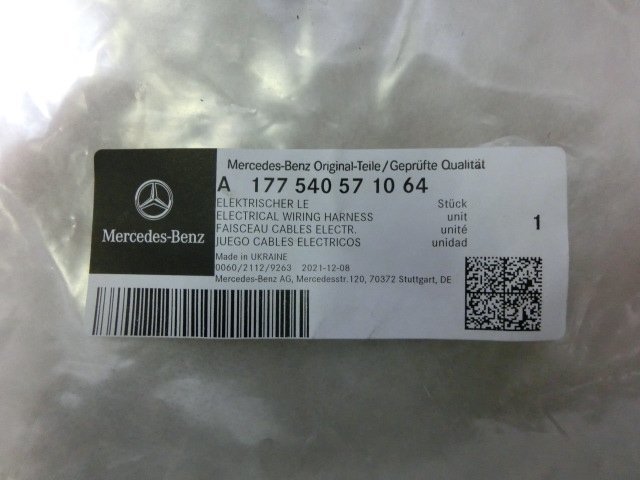 Mercedes-Benz Original-Teile/Geprüfte Qualität
A 177 540 57 10 64
ELEKTRISCHER LE Stück
ELECTRICAL WIRING HARNESS unit
FAISCEAU CABLES ELECTR. unité
JUEGO CABLES ELECTRICOS unidad
1
Mercedes-Benz
Made in UKRAINE
0060/2112/9263 2021-12-08
Mercedes-Benz AG, Mercedesstr.120, 70372 Stuttgart, DE